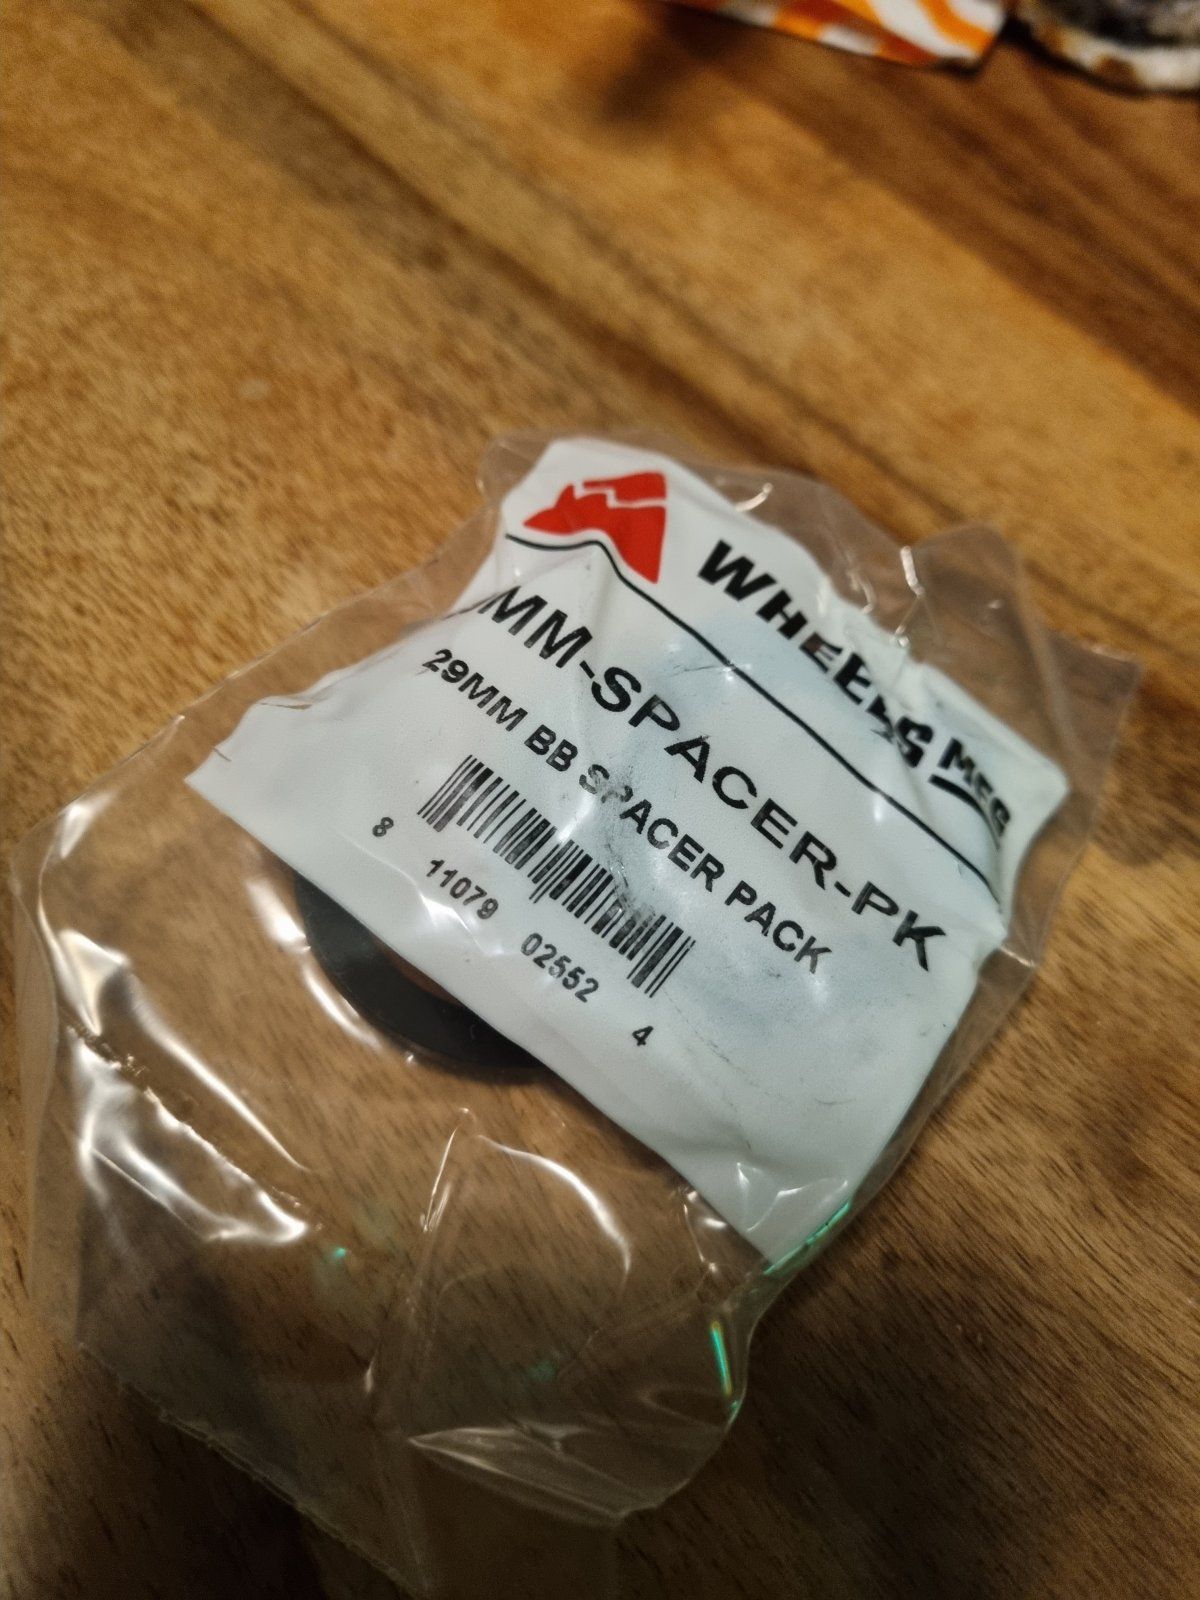 WHEELS MFG
MM-SPACER-PK
29MM BB SPACER PACK
8 11079 02552 4